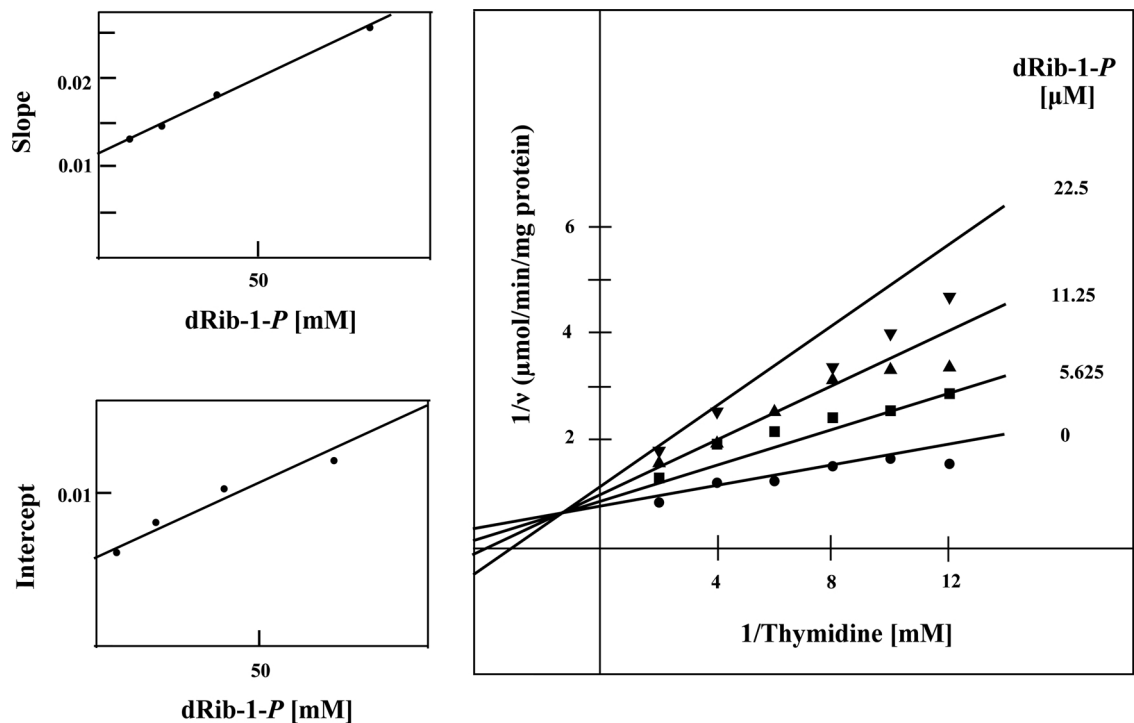 Slope
0.02
0.01
50
dRib-1-P [mM]
Intercept
0.01
50
dRib-1-P [mM]
1/v (μmol/min/mg protein)
6
4
2
4 8 12
1/Thymidine [mM]
dRib-1-P
[μM]
22.5
11.25
5.625
0